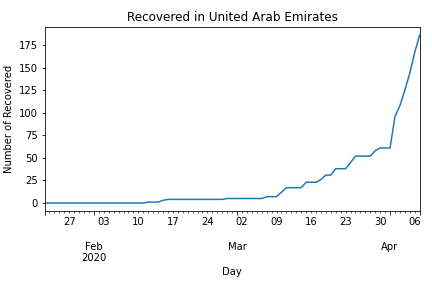 Recovered in United Arab Emirates
Number of Recovered
175
150
125
100
75
50
25
0
27 03 10 17 24 02 09 16 23 30 06
Feb Mar Apr
2020
Day